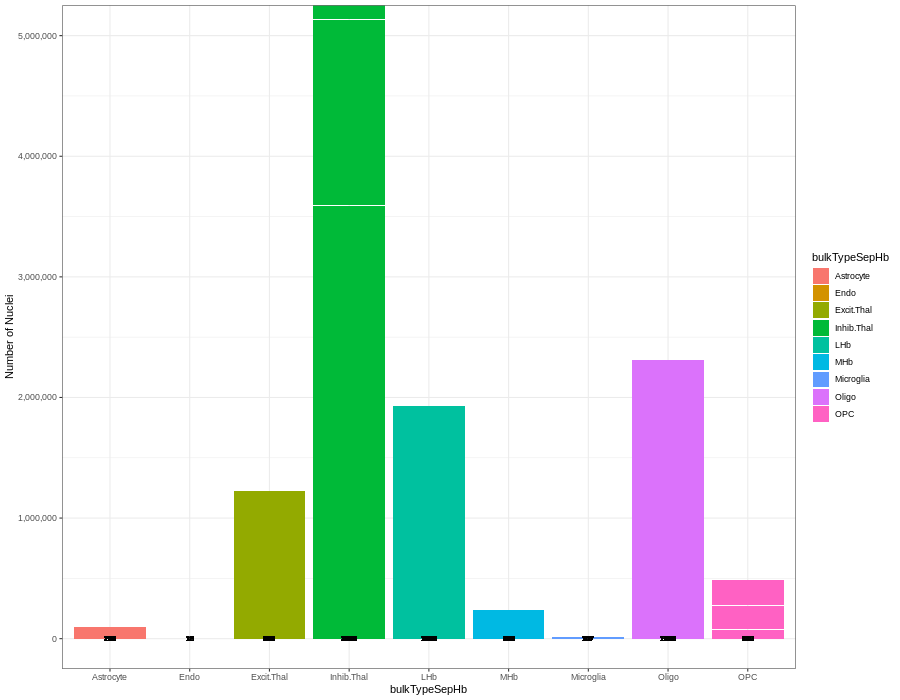 5,000,000
4,000,000
3,000,000
2,000,000
1,000,000
0
Number of Nuclei
Astrocyte
Endo
Excit.Thal
Inhib.Thal
LHb
MHb
Microglia
Oligo
OPC
bulkTypeSepHb
bulkTypeSepHb
Astrocyte
Endo
Excit.Thal
Inhib.Thal
LHb
MHb
Microglia
Oligo
OPC